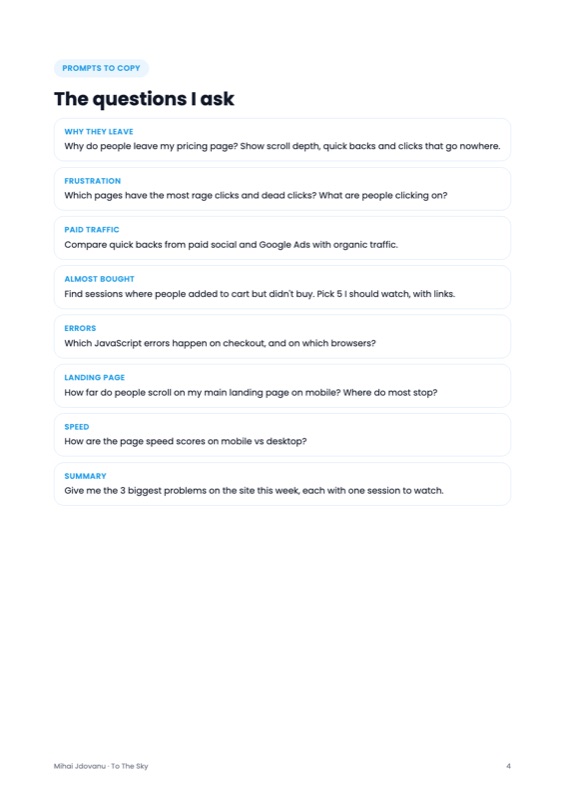 PROMPTS TO COPY
The questions I ask
WHY THEY LEAVE
Why do people leave my pricing page? Show scroll depth, quick backs and clicks that go nowhere.
FRUSTRATION
Which pages have the most rage clicks and dead clicks? What are people clicking on?
PAID TRAFFIC
Compare quick backs from paid social and Google Ads with organic traffic.
ALMOST BOUGHT
Find sessions where people added to cart but didn't buy. Pick 5 I should watch, with links.
ERRORS
Which JavaScript errors happen on checkout, and on which browsers?
LANDING PAGE
How far do people scroll on my main landing page on mobile? Where do most stop?
SPEED
How are the page speed scores on mobile vs desktop?
SUMMARY
Give me the 3 biggest problems on the site this week, each with one session to watch.
Mihai Jdovanu · To The Sky
4